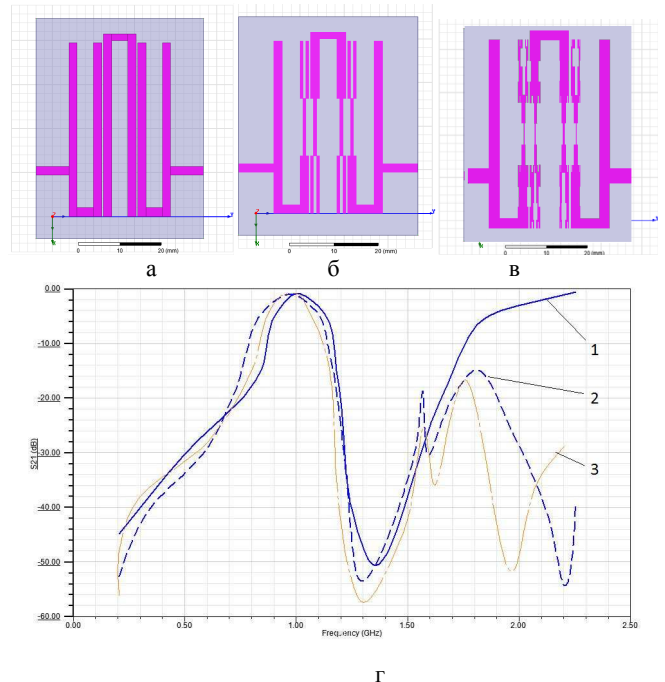 z
y
x
0
10
20 (mm)
z
y
x
0
10
20 (mm)
0
10
20 (mm)
а
б
в
0.00
-10.00
-20.00
-30.00
-40.00
-50.00
-60.00
S21 (dB)
1
2
3
0.00
0.50
1.00
1.50
2.00
2.50
Frequency (GHz)
г